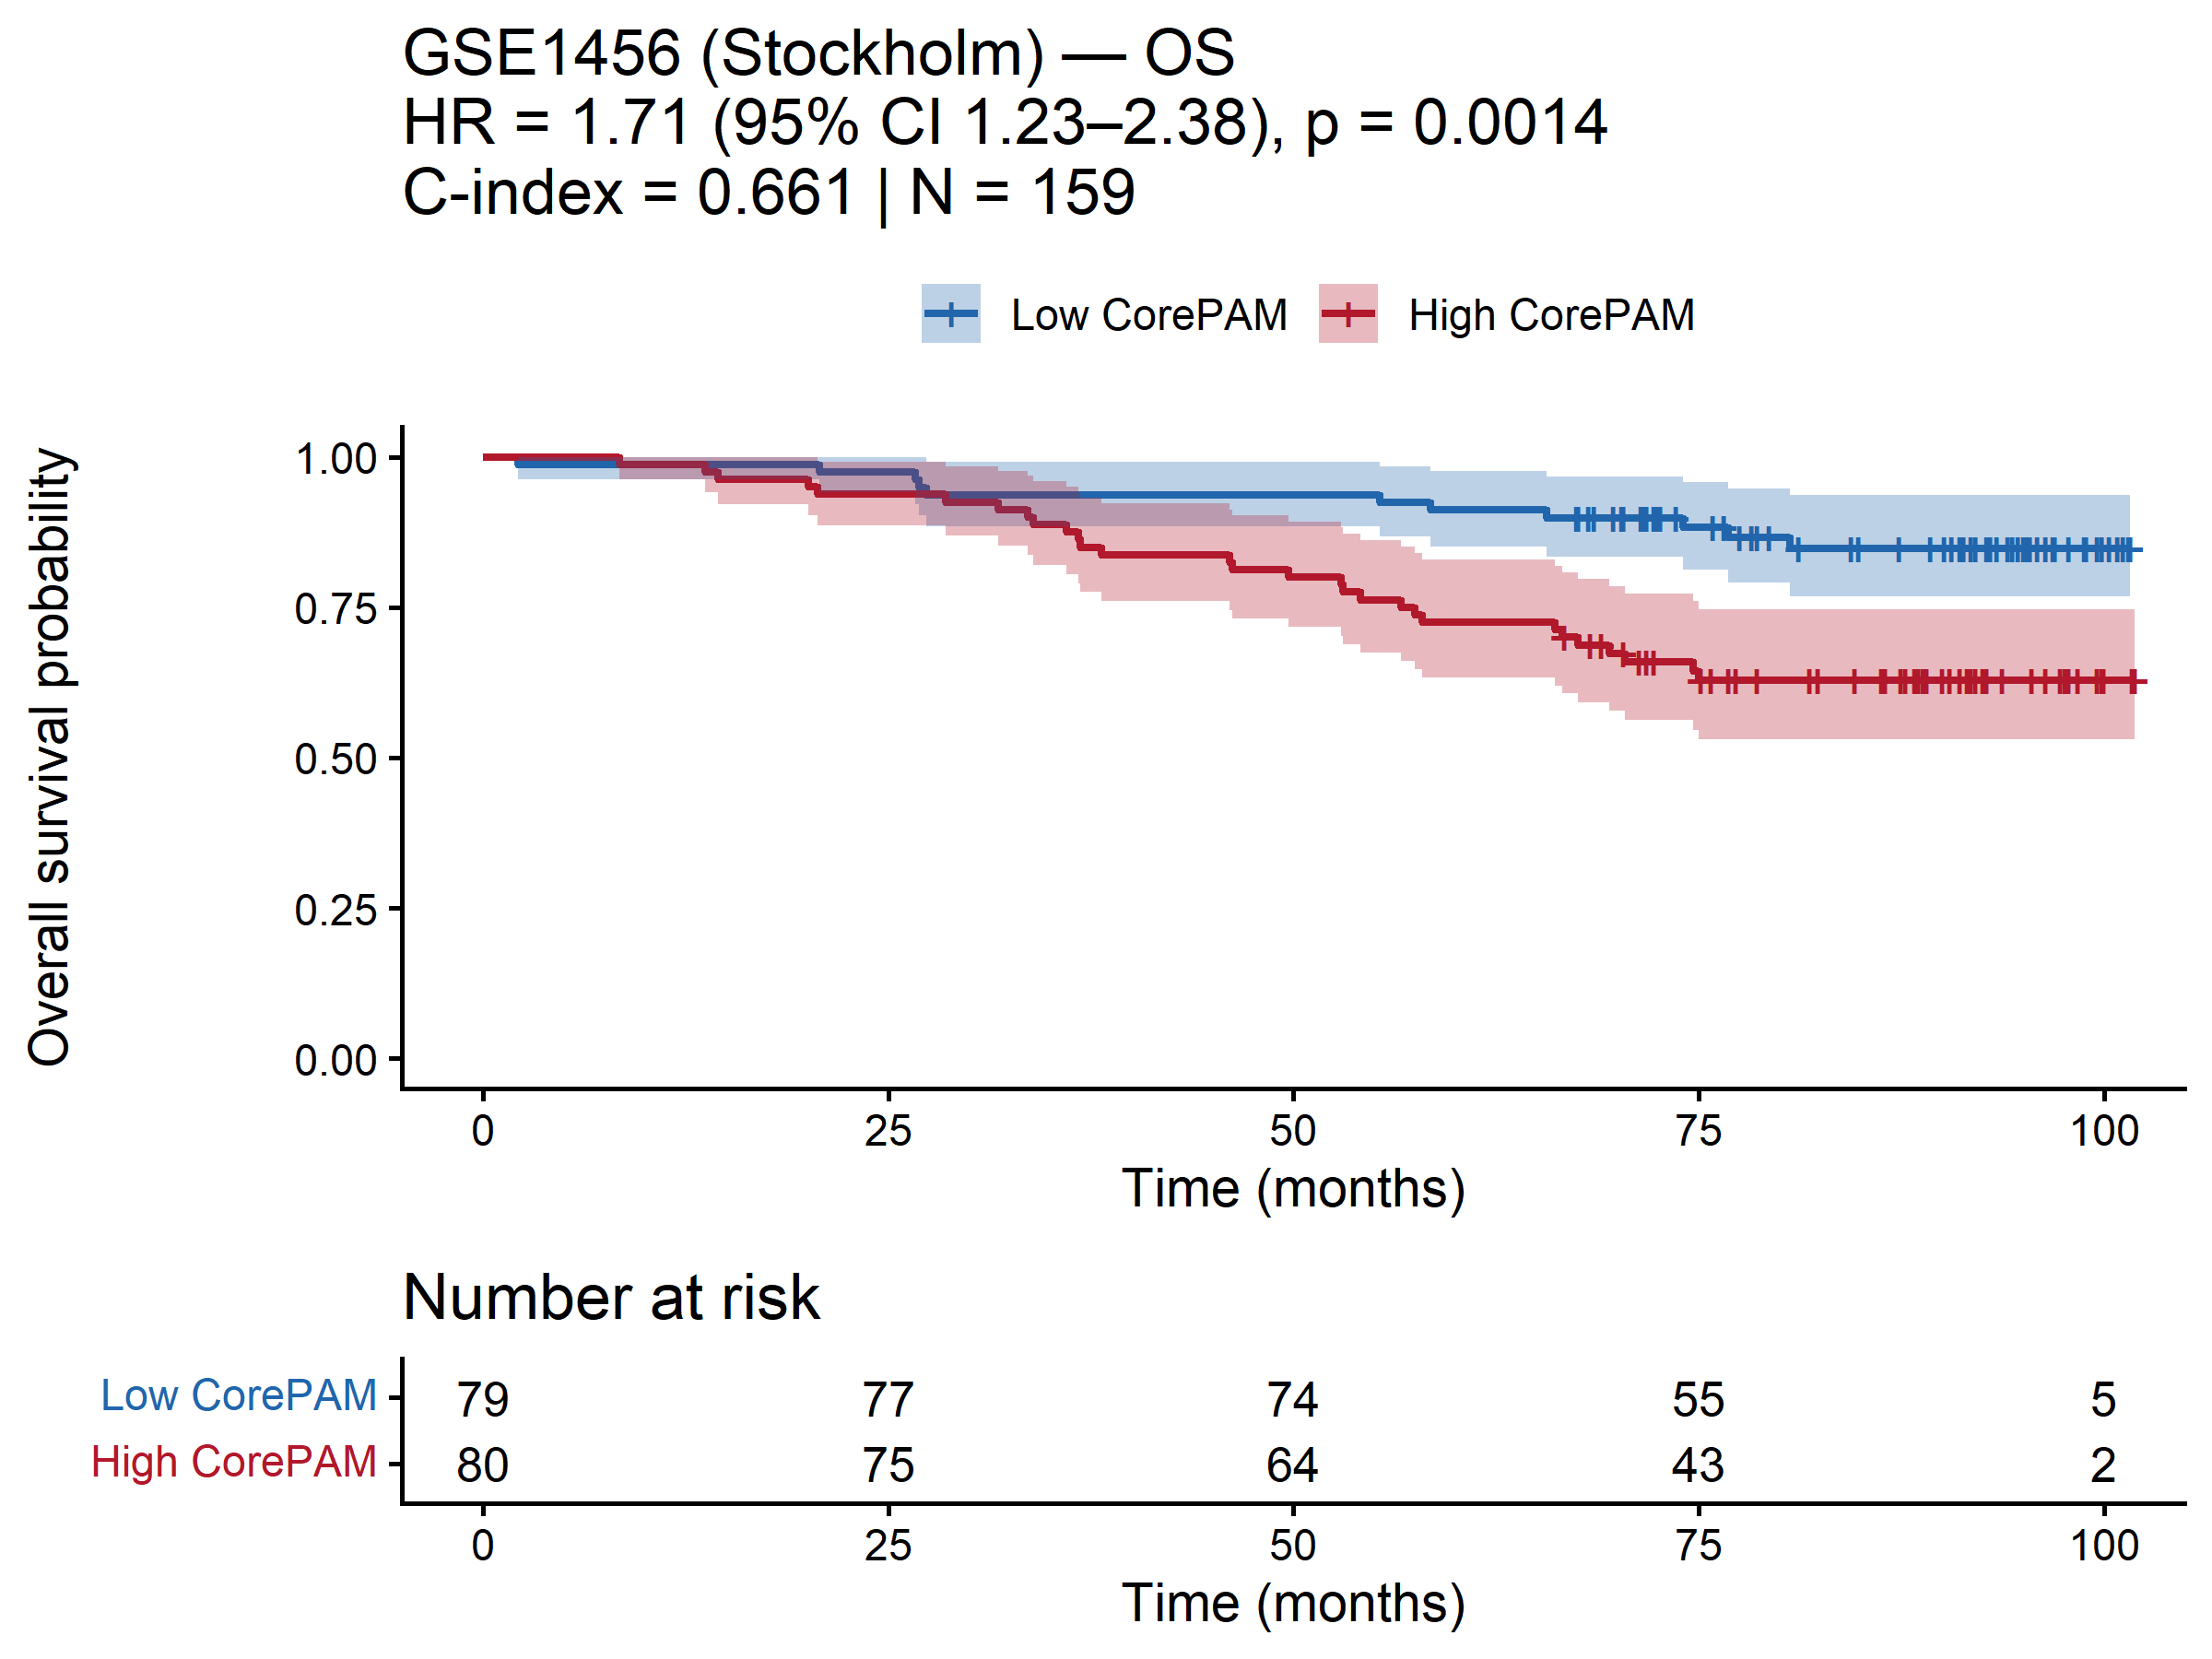 GSE1456 (Stockholm) — OS
HR = 1.71 (95% CI 1.23–2.38), p = 0.0014
C-index = 0.661 | N = 159
Low CorePAM High CorePAM
Overall survival probability
1.00
0.75
0.50
0.25
0.00
0 25 50 75 100
Time (months)
Number at risk
Low CorePAM 79 77 74 55 5
High CorePAM 80 75 64 43 2
0 25 50 75 100
Time (months)